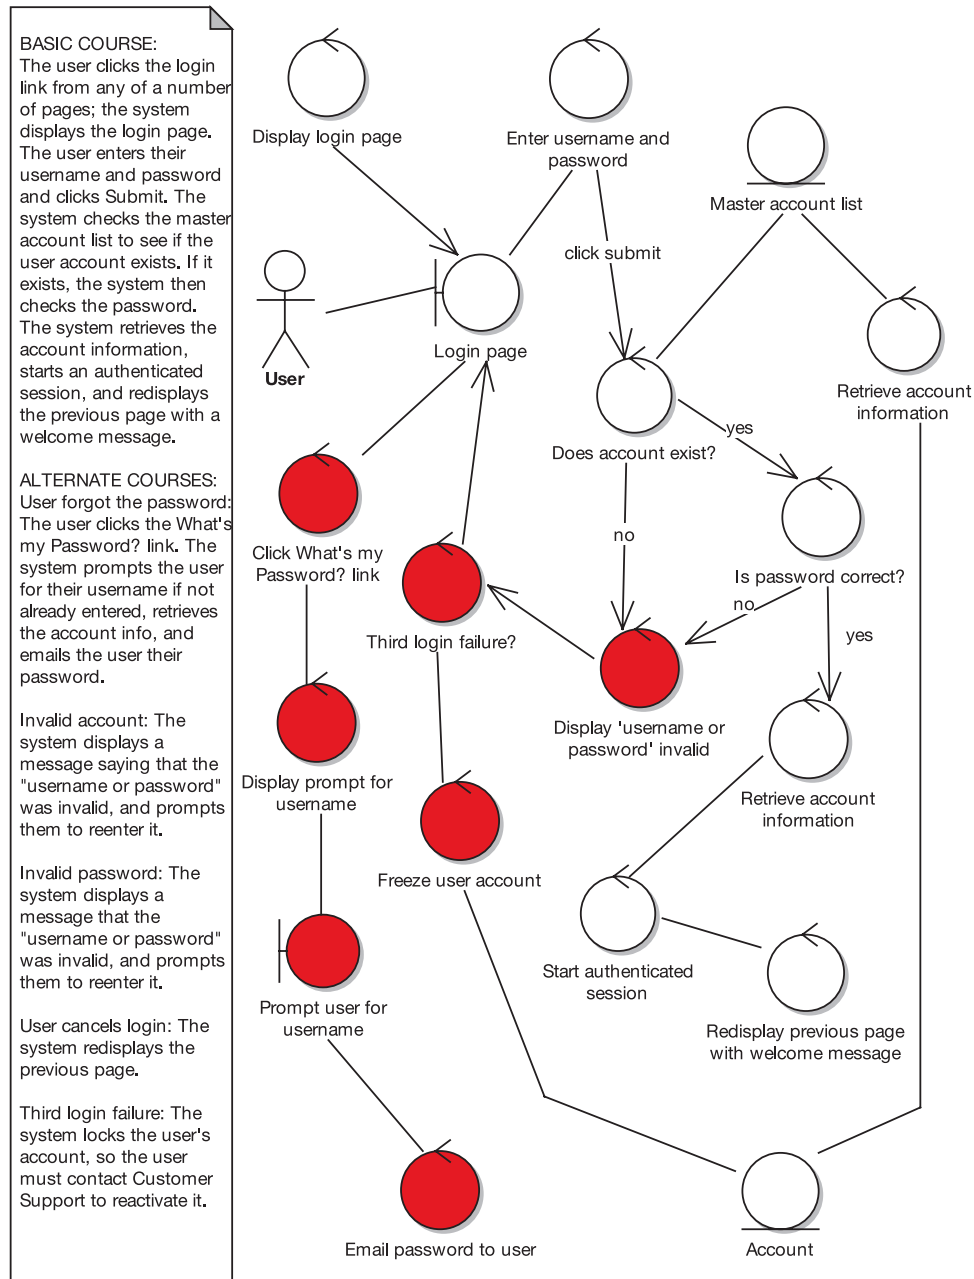 BASIC COURSE:
The user clicks the login
link from any of a number
of pages; the system
displays the login page.
The user enters their
username and password
and clicks Submit. The
system checks the master
account list to see if the
user account exists. If it
exists, the system then
checks the password.
The system retrieves the
account information,
starts an authenticated
session, and redisplays
the previous page with a
welcome message.
ALTERNATE COURSES:
User forgot the password:
The user clicks the What's
my Password? link. The
system prompts the user
for their username if not
already entered, retrieves
the account info, and
emails the user their
password.
Invalid account: The
system displays a
message saying that the
"username or password"
was invalid, and prompts
them to reenter it.
Invalid password: The
system displays a
message that the
"username or password"
was invalid, and prompts
them to reenter it.
User cancels login: The
system redisplays the
previous page.
Third login failure: The
system locks the user's
account, so the user
must contact Customer
Support to reactivate it.
Display login page
Enter username and
password
Master account list
click submit
User
Login page
Retrieve account
information
Does account exist?
yes
no
Click What's my
Password? link
Third login failure?
Is password correct?
no
yes
Display 'username or
password' invalid
Display prompt for
username
Retrieve account
information
Freeze user account
Start authenticated
session
Prompt user for
username
Redisplay previous page
with welcome message
Email password to user
Account